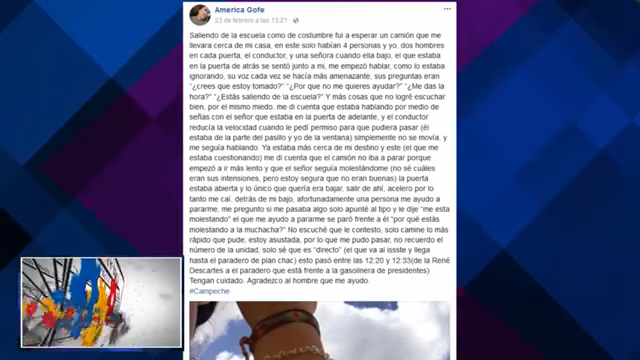 America Gofe
23 de febrero a las 13:21
Saliendo de la escuela como de costumbre fui a esperar un camión que me
llevara cerca de mi casa, en este solo habían 4 personas y yo, dos hombres
en cada puerta, el conductor, y una señora cuando ella bajo, el que estaba
en la puerta de atrás se sentó junto a mi, me empezó hablar, como lo estaba
ignorando, su voz cada vez se hacía más amenazante, sus preguntas eran
"¿crees que estoy tomado?" "¿Por que no me quieres ayudar?" "¿Me das la
hora?" "¿Estás saliendo de la escuela?" Y más cosas que no logré escuchar
bien, por el mismo miedo, me di cuenta que estaba hablando por medio de
señas con el señor que estaba en la puerta de adelante, y el conductor
reducía la velocidad cuando le pedí permiso para que pudiera pasar (él
estaba de la parte del pasillo y yo de la ventana) simplemente no se movía, y
me seguía hablando. Ya estaba más cerca de mi destino y este (el que me
estaba cuestionando) me di cuenta que el camión no iba a parar porque
empezó a ir más lento y que el señor seguía molestándome (no sé cuáles
eran sus intensiones, pero estoy segura que no eran buenas) la puerta
estaba abierta y lo único que quería era bajar, salir de ahí, acelero por lo
tanto me caí, detrás de mi bajo, afortunadamente una persona me ayudo a
pararme, me pregunto si me pasaba algo solo apunté al tipo y le dije "me esta
molestando" el que me ayudo a pararme se paró frente a él "por qué estás
molestando a la muchacha?" No escuché que le contesto, solo camine lo más
rápido que pude, estoy asustada, por lo que me pudo pasar, no recuerdo el
número de la unidad, solo sé que es "directo" (el que va al issste y llega
hasta el paradero de plan chac) esto pasó entre las 12:20 y 12:33(de la René
Descartes a el paradero que está frente a la gasolinera de presidentes)
Tengan cuidado. Agradezco al hombre que me ayudo.
#Campeche